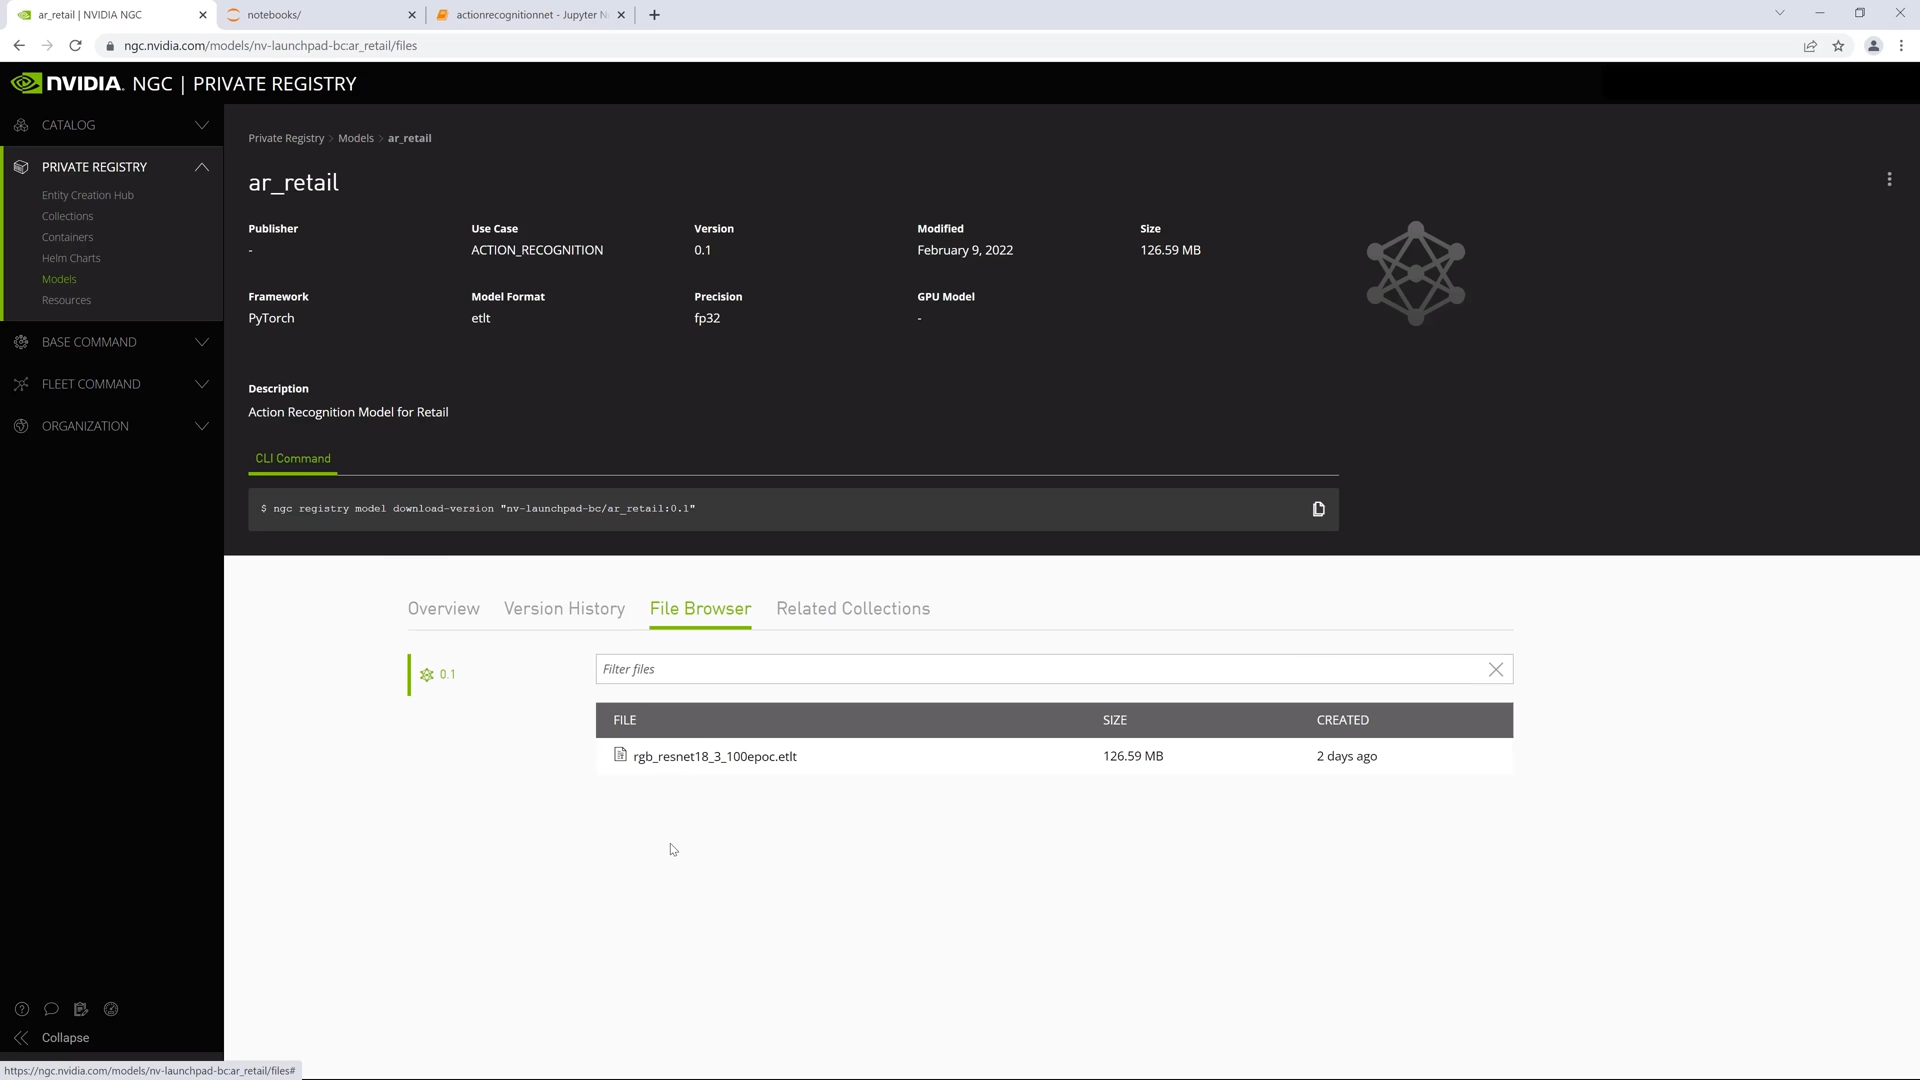 ar_retail | NVIDIA NGC
notebooks/
actionrecognitionnet - Jupyter N
ngc.nvidia.com/models/nv-launchpad-bc:ar_retail/files
NVIDIA. NGC | PRIVATE REGISTRY
CATALOG
PRIVATE REGISTRY
Entity Creation Hub
Collections
Containers
Helm Charts
Models
Resources
BASE COMMAND
FLEET COMMAND
ORGANIZATION
Private Registry > Models > ar_retail
ar_retail
Publisher Use Case Version Modified Size
- ACTION_RECOGNITION 0.1 February 9, 2022 126.59 MB
Framework Model Format Precision GPU Model
PyTorch etlt fp32 -
Description
Action Recognition Model for Retail
CLI Command
$ ngc registry model download-version "nv-launchpad-bc/ar_retail:0.1"
Overview Version History File Browser Related Collections
0.1
Filter files
FILE SIZE CREATED
rgb_resnet18_3_100epoc.etlt 126.59 MB 2 days ago
Collapse
https://ngc.nvidia.com/models/nv-launchpad-bc:ar_retail/files#